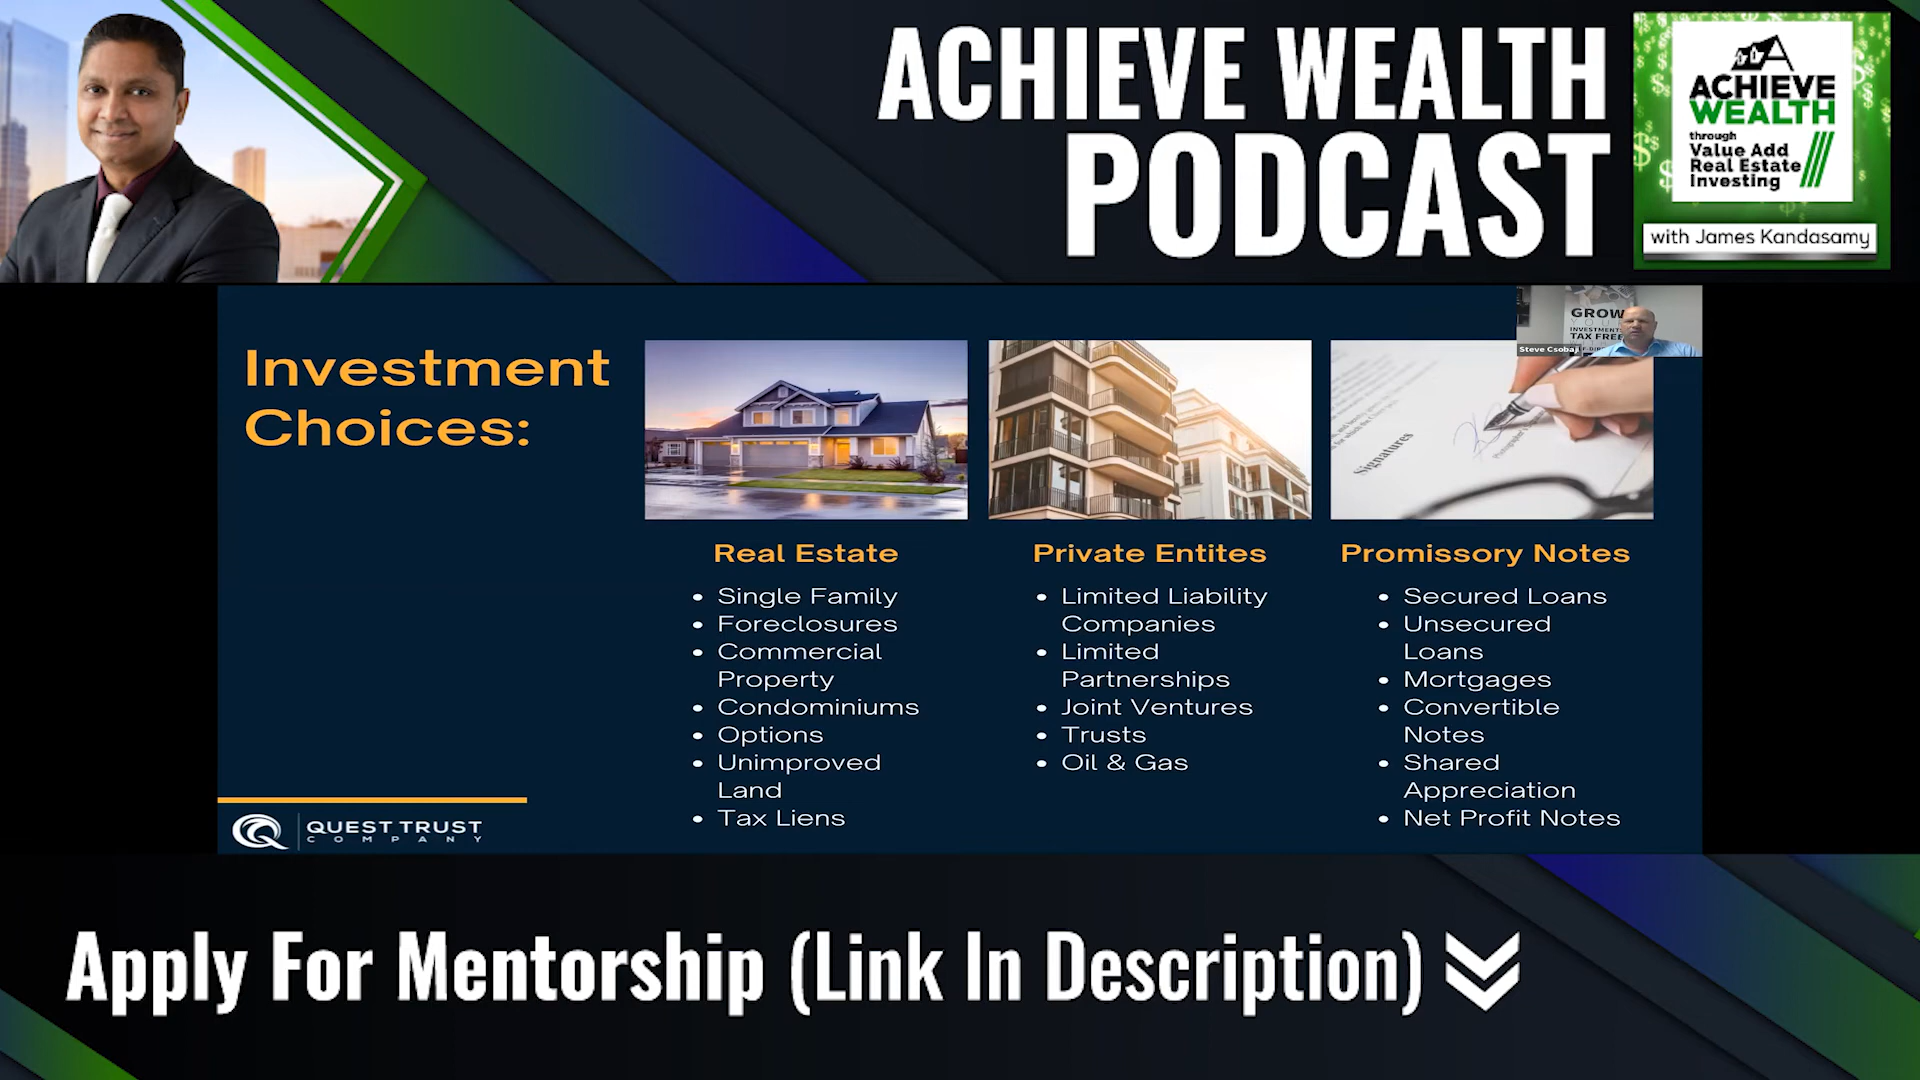 ACHIEVE WEALTH
PODCAST
ACHIEVE
WEALTH
through
Value Add
Real Estate
Investing
with James Kandasamy
Investment
Choices:
GROW
INVESTMENTS
TAX FREE
Steve Csobaji
Signatures
Real Estate
• Single Family
• Foreclosures
• Commercial
Property
• Condominiums
• Options
• Unimproved
Land
• Tax Liens
Private Entites
• Limited Liability
Companies
• Limited
Partnerships
• Joint Ventures
• Trusts
• Oil & Gas
Promissory Notes
• Secured Loans
• Unsecured
Loans
• Mortgages
• Convertible
Notes
• Shared
Appreciation
• Net Profit Notes
QUEST TRUST
COMPANY
Apply For Mentorship (Link In Description)